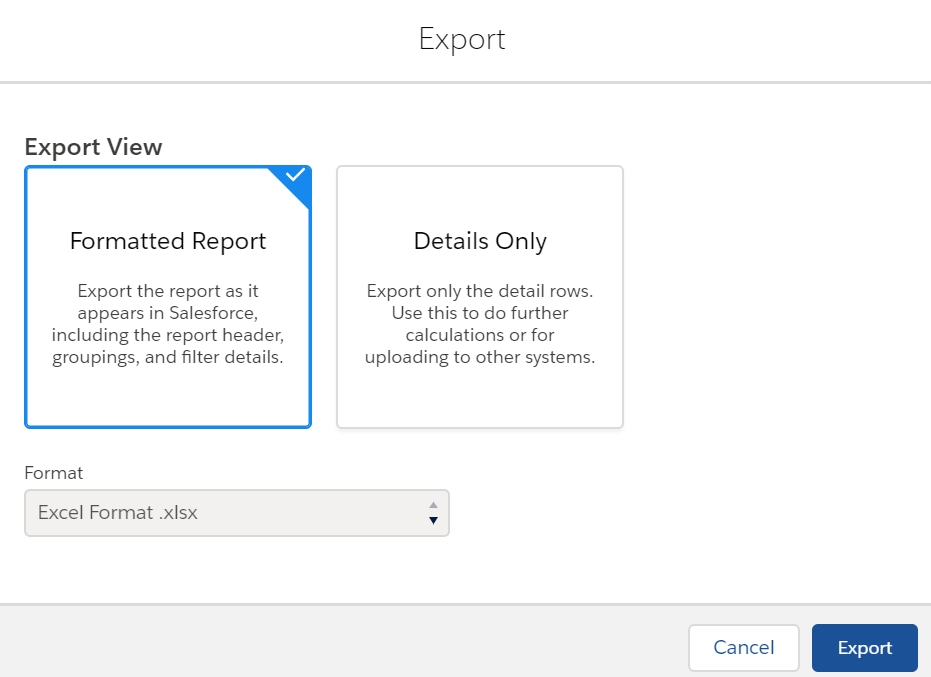 Export
Export View
Formatted Report
Export the report as it
appears in Salesforce,
including the report header,
groupings, and filter details.
Details Only
Export only the detail rows.
Use this to do further
calculations or for
uploading to other systems.
Format
Excel Format .xlsx
Cancel
Export